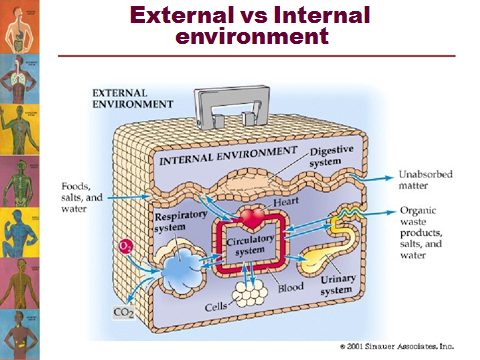 External vs Internal
environment
EXTERNAL
ENVIRONMENT
INTERNAL ENVIRONMENT
Digestive
system
Unabsorbed
matter
Foods,
salts, and
water
Heart
Respiratory
system
Organic
waste
products,
salts, and
water
O2
Circulatory
system
Blood
Urinary
system
CO2
Cells
© 2001 Sinauer Associates, Inc.